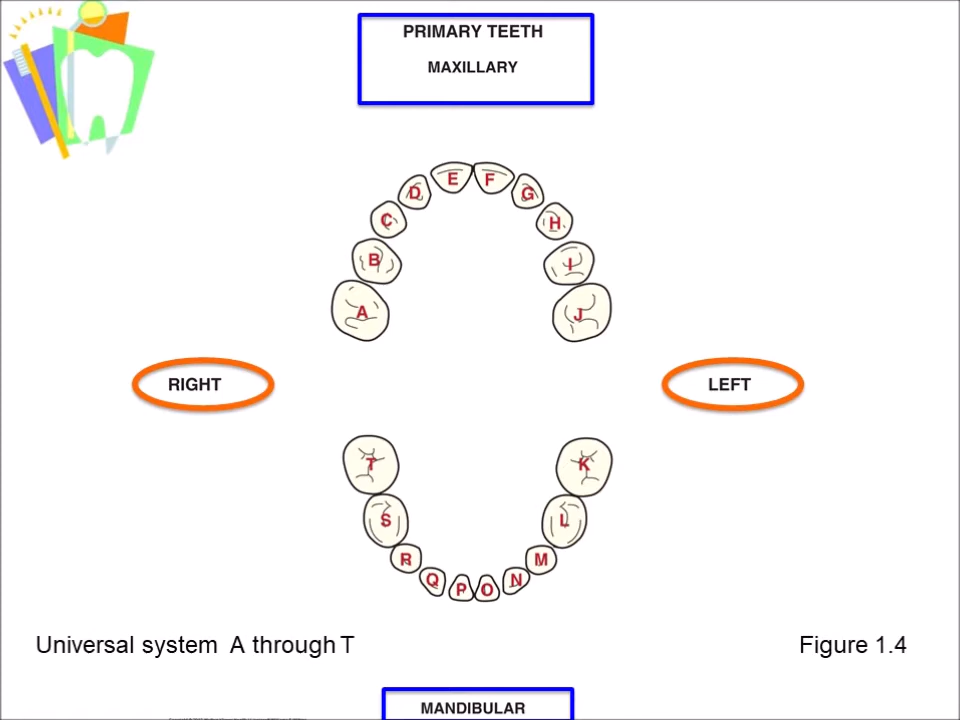 PRIMARY TEETH
MAXILLARY
E F
D G
C H
B I
A J
RIGHT LEFT
T K
S L
R M
Q P O N
Universal system A through T Figure 1.4
MANDIBULAR